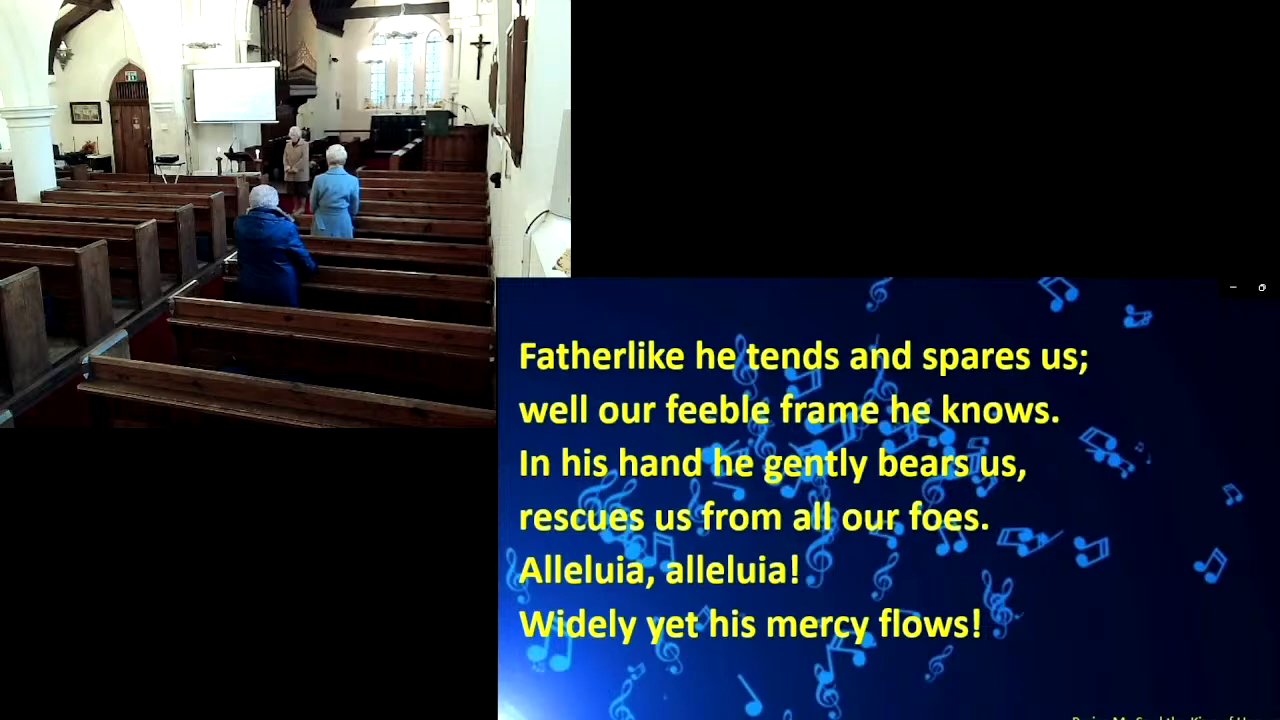 Fatherlike he tends and spares us;
well our feeble frame he knows.
In his hand he gently bears us,
rescues us from all our foes.
Alleluia, alleluia!
Widely yet his mercy flows!